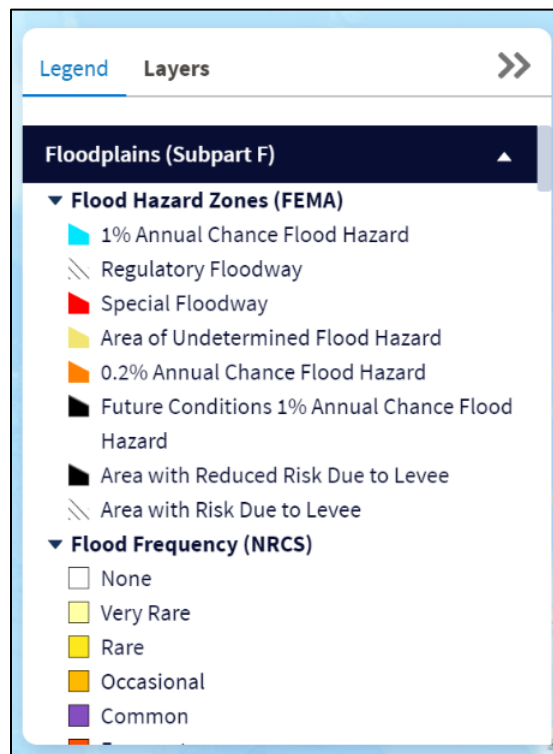 Legend Layers
Floodplains (Subpart F)
Flood Hazard Zones (FEMA)
1% Annual Chance Flood Hazard
Regulatory Floodway
Special Floodway
Area of Undetermined Flood Hazard
0.2% Annual Chance Flood Hazard
Future Conditions 1% Annual Chance Flood
Hazard
Area with Reduced Risk Due to Levee
Area with Risk Due to Levee
Flood Frequency (NRCS)
None
Very Rare
Rare
Occasional
Common